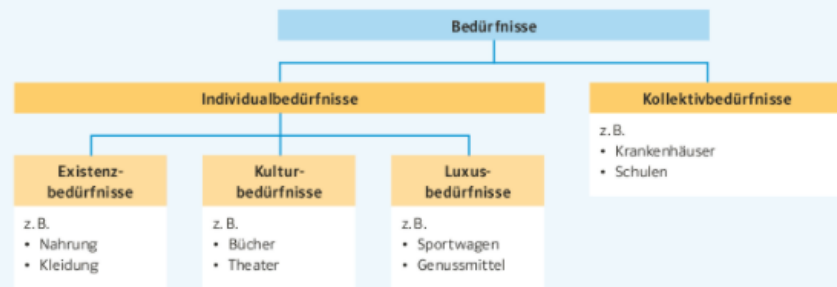 Bedürfnisse
Individualbedürfnisse
Kollektivbedürfnisse
z. B.
• Krankenhäuser
• Schulen
Existenz-
bedürfnisse
z. B.
• Nahrung
• Kleidung
Kultur-
bedürfnisse
z. B.
• Bücher
• Theater
Luxus-
bedürfnisse
z. B.
• Sportwagen
• Genussmittel